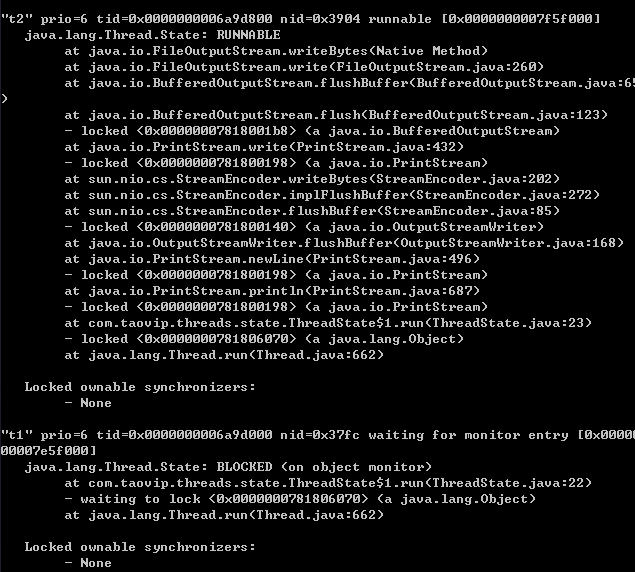 "t2" prio=6 tid=0x0000000006a9d800 nid=0x3904 runnable [0x0000000007f5f000]
java.lang.Thread.State: RUNNABLE
at java.io.FileOutputStream.writeBytes(Native Method)
at java.io.FileOutputStream.write(FileOutputStream.java:260)
at java.io.BufferedOutputStream.flushBuffer(BufferedOutputStream.java:65
)
at java.io.BufferedOutputStream.flush(BufferedOutputStream.java:123)
- locked <0x00000007818001b8> (a java.io.BufferedOutputStream)
at java.io.PrintStream.write(PrintStream.java:432)
- locked <0x0000000781800198> (a java.io.PrintStream)
at sun.nio.cs.StreamEncoder.writeBytes(StreamEncoder.java:202)
at sun.nio.cs.StreamEncoder.implFlushBuffer(StreamEncoder.java:272)
at sun.nio.cs.StreamEncoder.flushBuffer(StreamEncoder.java:85)
- locked <0x0000000781800140> (a java.io.OutputStreamWriter)
at java.io.OutputStreamWriter.flushBuffer(OutputStreamWriter.java:168)
at java.io.PrintStream.newLine(PrintStream.java:496)
- locked <0x0000000781800198> (a java.io.PrintStream)
at java.io.PrintStream.println(PrintStream.java:687)
- locked <0x0000000781800198> (a java.io.PrintStream)
at com.taovip.threads.state.ThreadState$1.run(ThreadState.java:23)
- locked <0x0000000781806070> (a java.lang.Object)
at java.lang.Thread.run(Thread.java:662)
Locked ownable synchronizers:
- None
"t1" prio=6 tid=0x0000000006a9d000 nid=0x37fc waiting for monitor entry [0x00000
00007e5f000]
java.lang.Thread.State: BLOCKED (on object monitor)
at com.taovip.threads.state.ThreadState$1.run(ThreadState.java:22)
- waiting to lock <0x0000000781806070> (a java.lang.Object)
at java.lang.Thread.run(Thread.java:662)
Locked ownable synchronizers:
- None